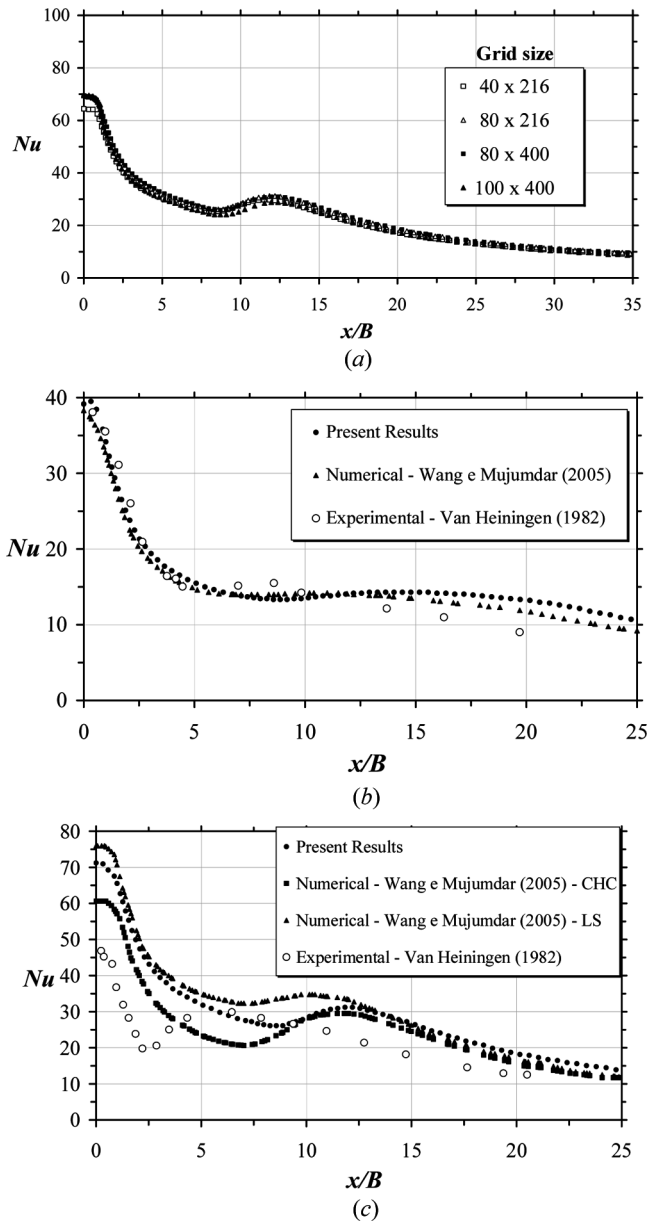 100
80
60
40
20
0
Nu
Grid size
40 x 216
80 x 216
80 x 400
100 x 400
0 5 10 15 20 25 30 35
x/B
(a)
40
30
20
10
0
Nu
Present Results
Numerical - Wang e Mujumdar (2005)
Experimental - Van Heiningen (1982)
0 5 10 15 20 25
x/B
(b)
80
70
60
50
40
30
20
10
0
Nu
Present Results
Numerical - Wang e Mujumdar (2005) - CHC
Numerical - Wang e Mujumdar (2005) - LS
Experimental - Van Heiningen (1982)
0 5 10 15 20 25
x/B
(c)